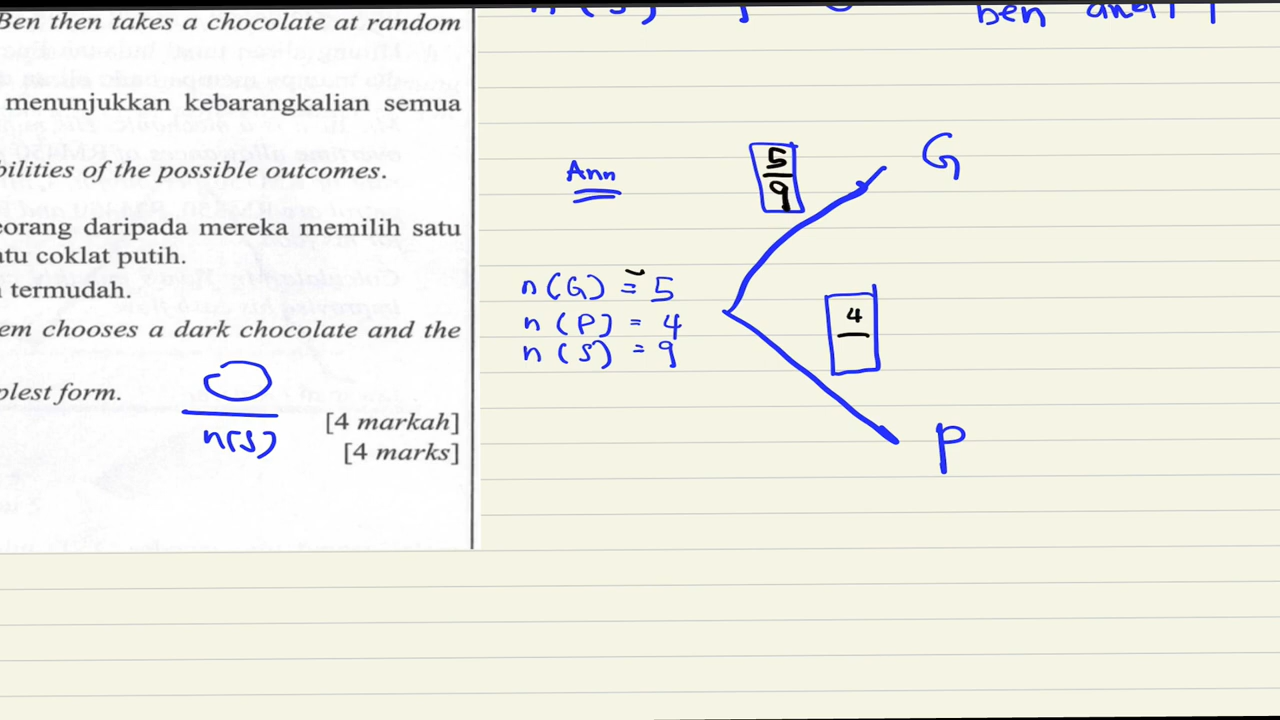 Ben then takes a chocolate at random
menunjukkan kebarangkalian semua
bilities of the possible outcomes.
eorang daripada mereka memilih satu
atu coklat putih.
termudah.
em chooses a dark chocolate and the
plest form.
[4 markah]
[4 marks]
n(S)
n(S)
ben
Ann
n(G) = 5
n(P) = 4
n(S) = 9
5
9
G
4
P